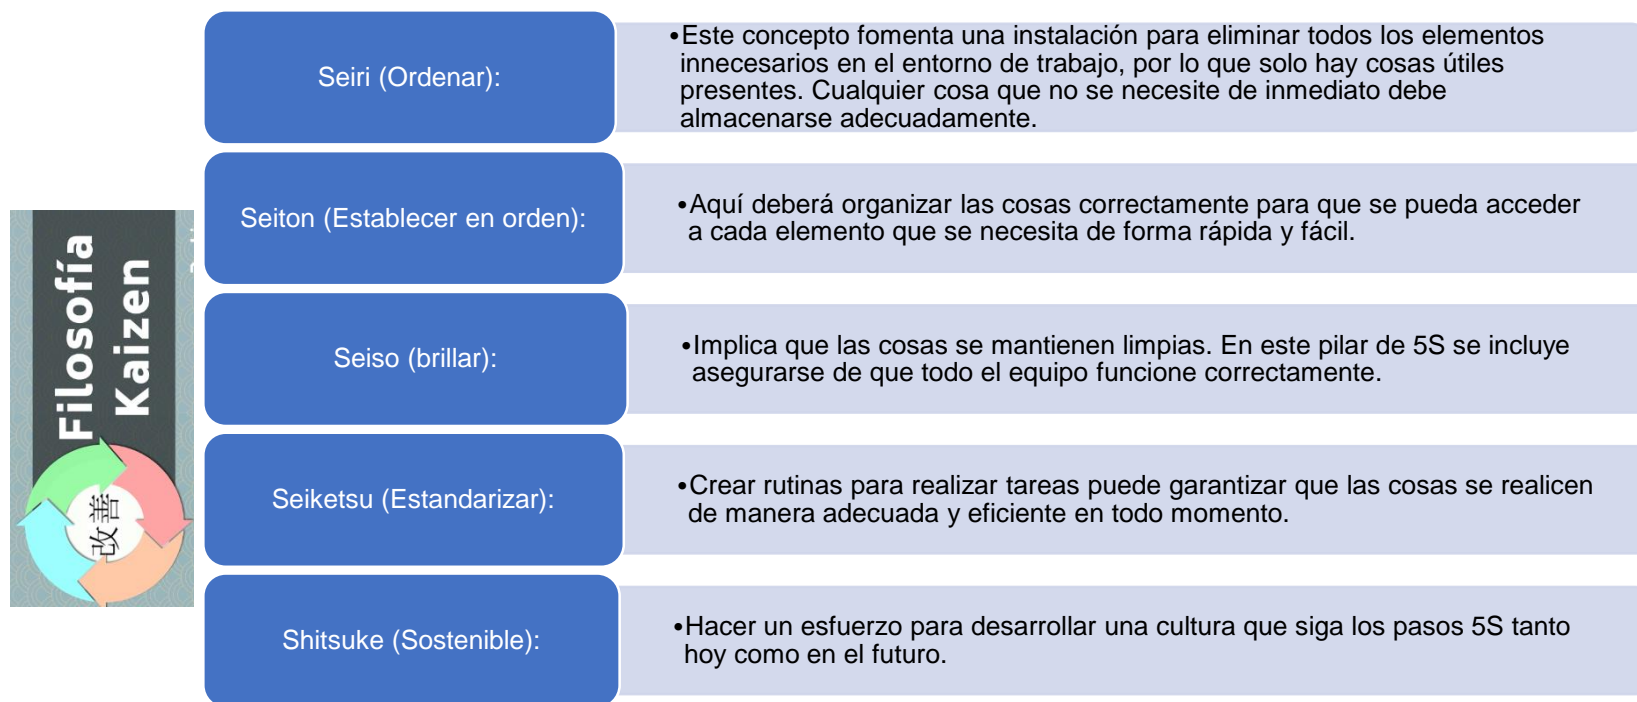 Filosofía
Kaizen
改善
Seiri (Ordenar):
•Este concepto fomenta una instalación para eliminar todos los elementos
innecesarios en el entorno de trabajo, por lo que solo hay cosas útiles
presentes. Cualquier cosa que no se necesite de inmediato debe
almacenarse adecuadamente.
Seiton (Establecer en orden):
•Aquí deberá organizar las cosas correctamente para que se pueda acceder
a cada elemento que se necesita de forma rápida y fácil.
Seiso (brillar):
•Implica que las cosas se mantienen limpias. En este pilar de 5S se incluye
asegurarse de que todo el equipo funcione correctamente.
Seiketsu (Estandarizar):
•Crear rutinas para realizar tareas puede garantizar que las cosas se realicen
de manera adecuada y eficiente en todo momento.
Shitsuke (Sostenible):
•Hacer un esfuerzo para desarrollar una cultura que siga los pasos 5S tanto
hoy como en el futuro.